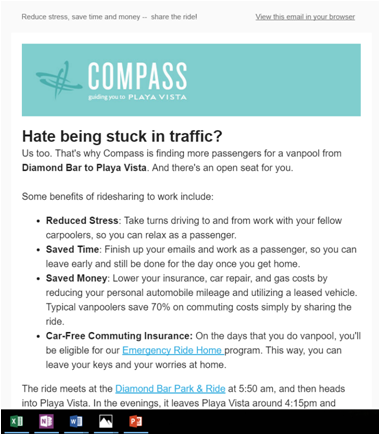 Reduce stress, save time and money -- share the ride!
View this email in your browser
COMPASS
guiding you to PLAYA VISTA
Hate being stuck in traffic?
Us too. That's why Compass is finding more passengers for a vanpool from
Diamond Bar to Playa Vista. And there's an open seat for you.
Some benefits of ridesharing to work include:
• Reduced Stress: Take turns driving to and from work with your fellow
carpoolers, so you can relax as a passenger.
• Saved Time: Finish up your emails and work as a passenger, so you can
leave early and still be done for the day once you get home.
• Saved Money: Lower your insurance, car repair, and gas costs by
reducing your personal automobile mileage and utilizing a leased vehicle.
Typical vanpoolers save 70% on commuting costs simply by sharing the
ride.
• Car-Free Commuting Insurance: On the days that you do vanpool, you'll
be eligible for our Emergency Ride Home program. This way, you can
leave your keys and your worries at home.
The ride meets at the Diamond Bar Park & Ride at 5:50 am, and then heads
into Playa Vista. In the evenings, it leaves Playa Vista around 4:15pm and